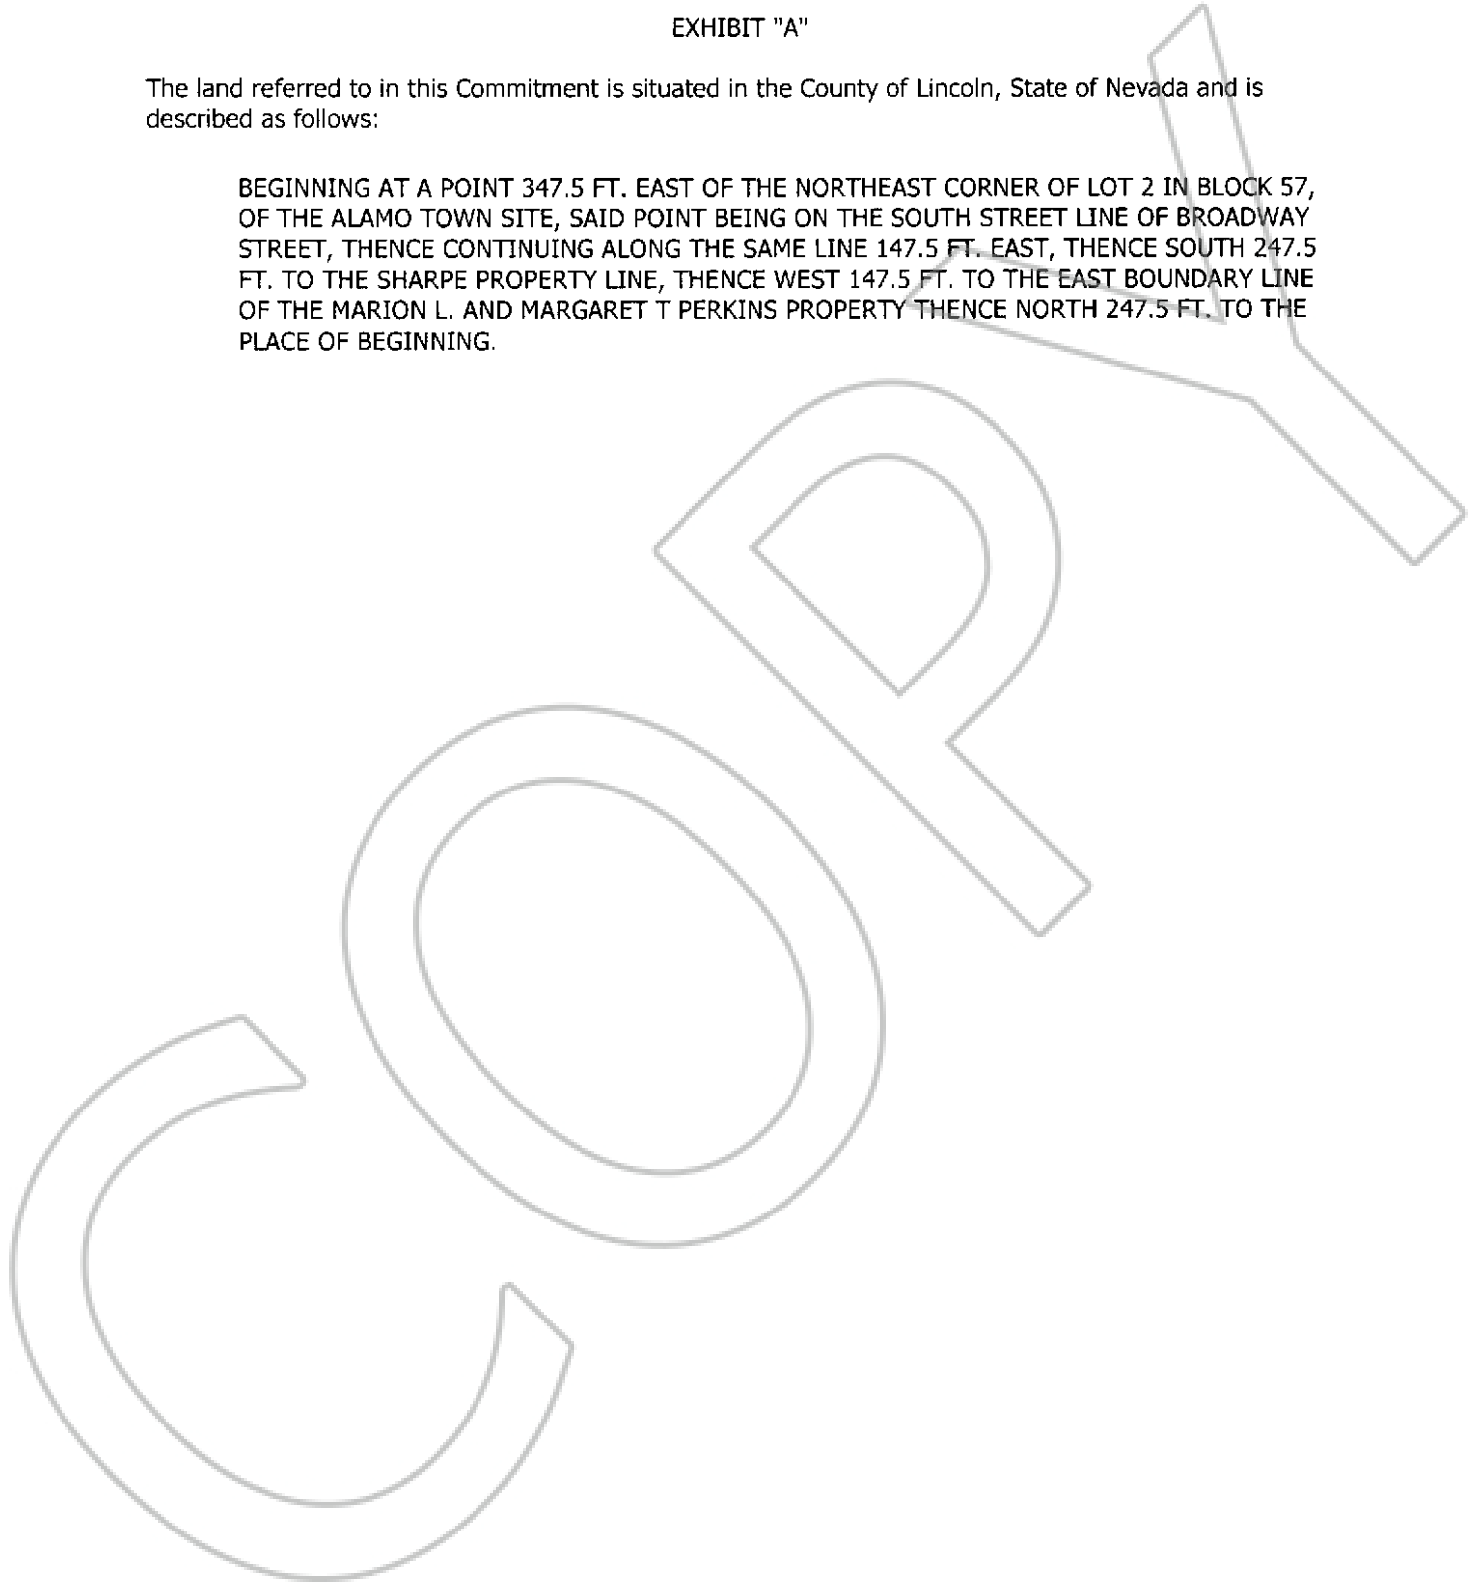 EXHIBIT "A"
The land referred to in this Commitment is situated in the County of Lincoln, State of Nevada and is
described as follows:
BEGINNING AT A POINT 347.5 FT. EAST OF THE NORTHEAST CORNER OF LOT 2 IN BLOCK 57,
OF THE ALAMO TOWN SITE, SAID POINT BEING ON THE SOUTH STREET LINE OF BROADWAY
STREET, THENCE CONTINUING ALONG THE SAME LINE 147.5 FT. EAST, THENCE SOUTH 247.5
FT. TO THE SHARPE PROPERTY LINE, THENCE WEST 147.5 FT. TO THE EAST BOUNDARY LINE
OF THE MARION L. AND MARGARET T PERKINS PROPERTY THENCE NORTH 247.5 FT. TO THE
PLACE OF BEGINNING.
COPY